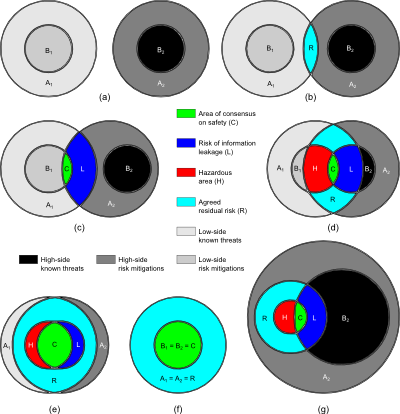 B₁
A₁
B₂
A₂
(a)
B₁
A₁
R
B₂
A₂
(b)
B₁
C
L
B₂
A₁
A₂
(c)
Area of consensus
on safety (C)
Risk of information
leakage (L)
Hazardous
area (H)
Agreed
residual risk (R)
Low-side
known threats
Low-side
risk mitigations
High-side
known threats
High-side
risk mitigations
A₁
B₁
H
C
L
B₂
A₂
R
(d)
A₁
H
C
L
A₂
R
(e)
B₁ = B₂ = C
A₁ = A₂ = R
(f)
R
H
C
L
B₂
A₂
(g)